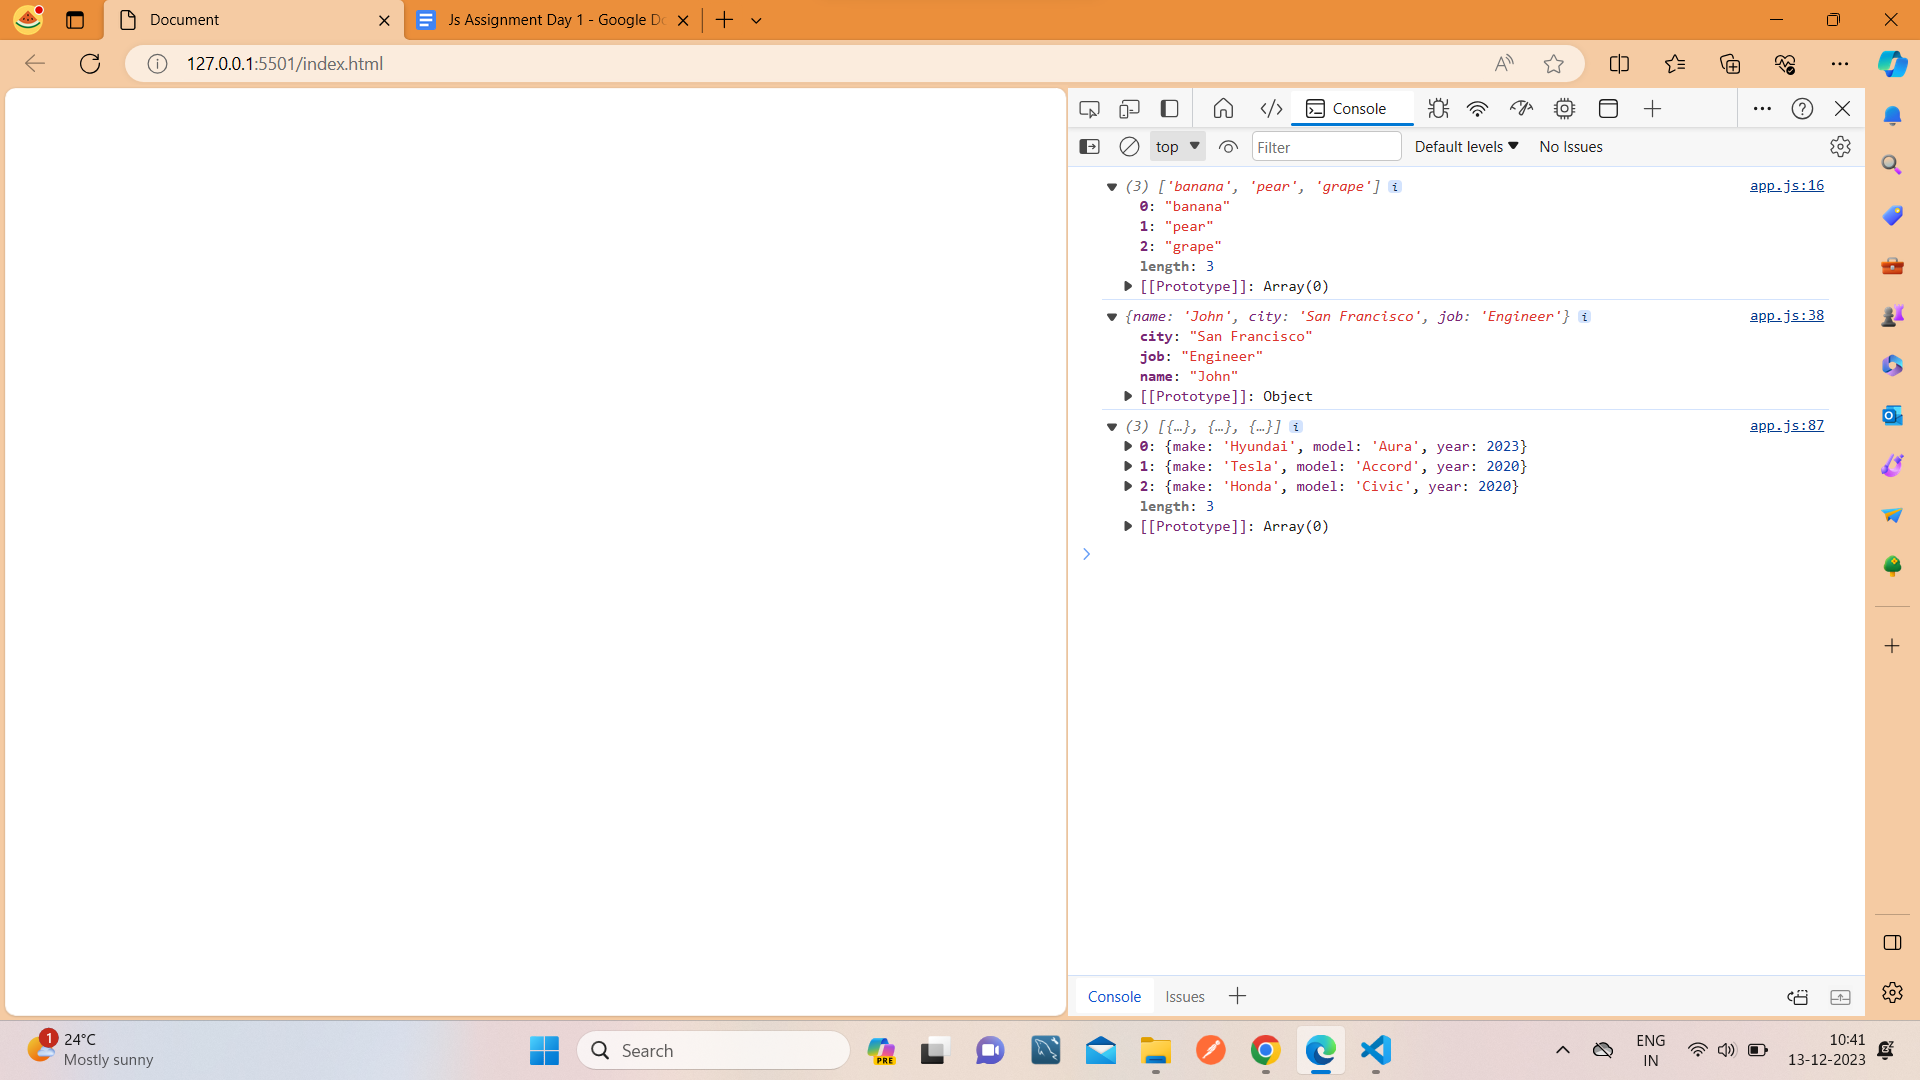 Document
Js Assignment Day 1 - Google Do
127.0.0.1:5501/index.html
Console
top
Filter
Default levels
No Issues
(3) ['banana', 'pear', 'grape'] i
app.js:16
0: "banana"
1: "pear"
2: "grape"
length: 3
[[Prototype]]: Array(0)
{name: 'John', city: 'San Francisco', job: 'Engineer'} i
app.js:38
city: "San Francisco"
job: "Engineer"
name: "John"
[[Prototype]]: Object
(3) [{…}, {…}, {…}] i
app.js:87
0: {make: 'Hyundai', model: 'Aura', year: 2023}
1: {make: 'Tesla', model: 'Accord', year: 2020}
2: {make: 'Honda', model: 'Civic', year: 2020}
length: 3
[[Prototype]]: Array(0)
Console
Issues
1
24°C
Mostly sunny
Search
PRE
ENG
IN
10:41
13-12-2023